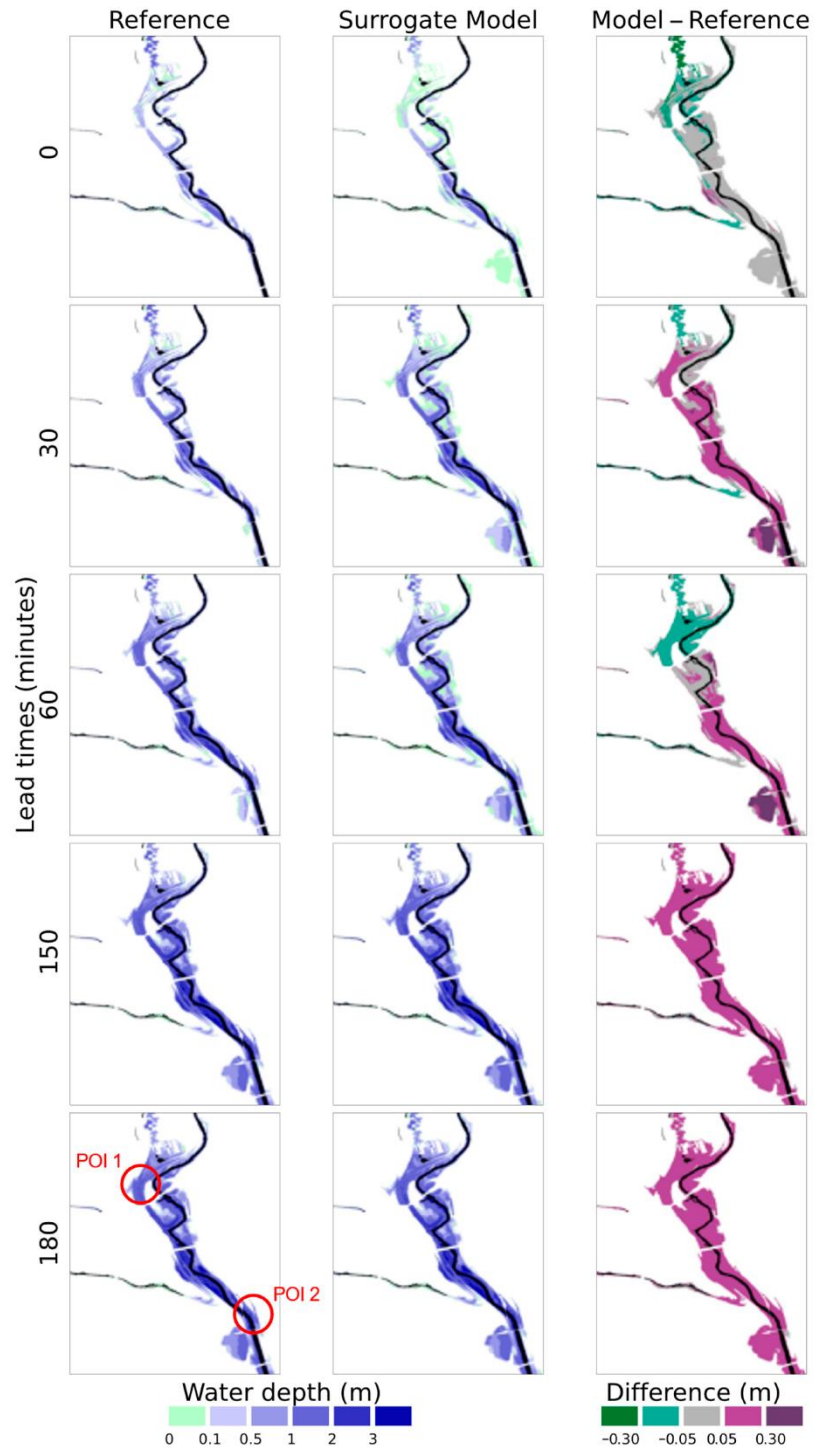 Reference Surrogate Model Model – Reference
Lead times (minutes)
0
30
60
150
180
POI 1
POI 2
Water depth (m)
0 0.1 0.5 1 2 3
Difference (m)
−0.30 −0.05 0.05 0.30